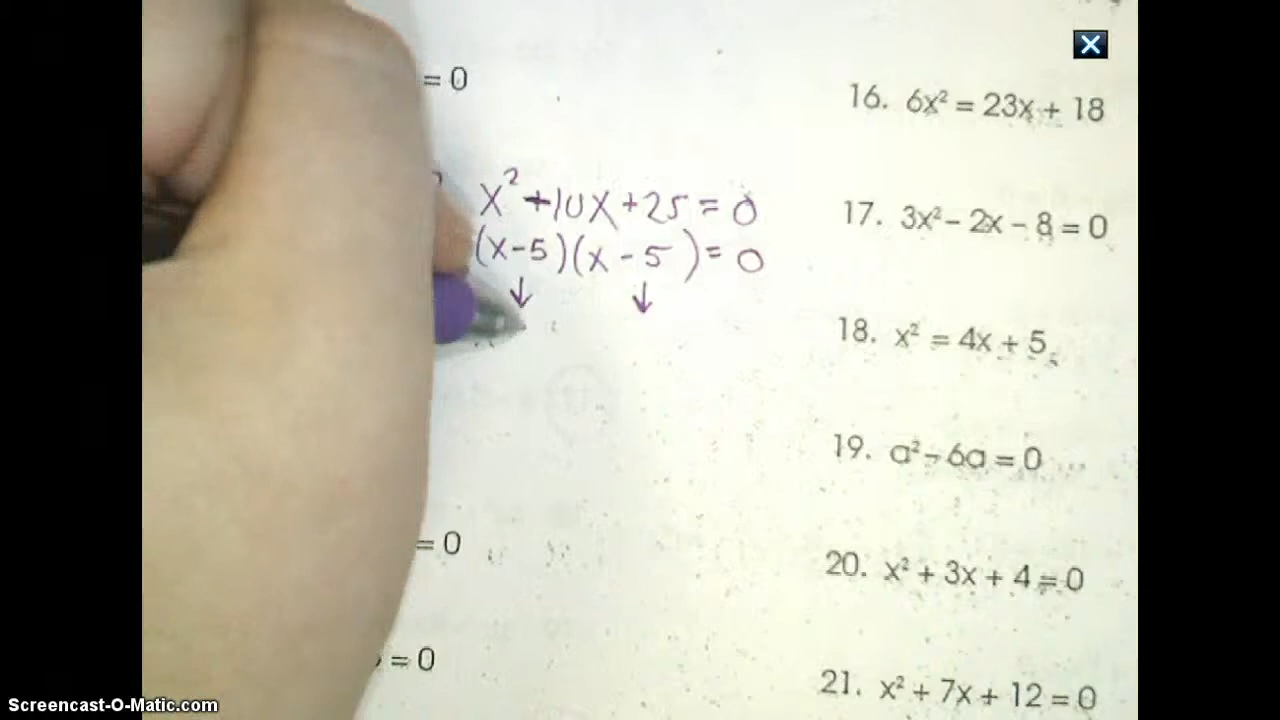 = 0
x² + 10x + 25 = 0
(x - 5)(x - 5) = 0
↓ ↓
= 0
= 0
16. 6x² = 23x + 18
17. 3x² - 2x - 8 = 0
18. x² = 4x + 5
19. a² - 6a = 0
20. x² + 3x + 4 = 0
21. x² + 7x + 12 = 0
Screencast-O-Matic.com